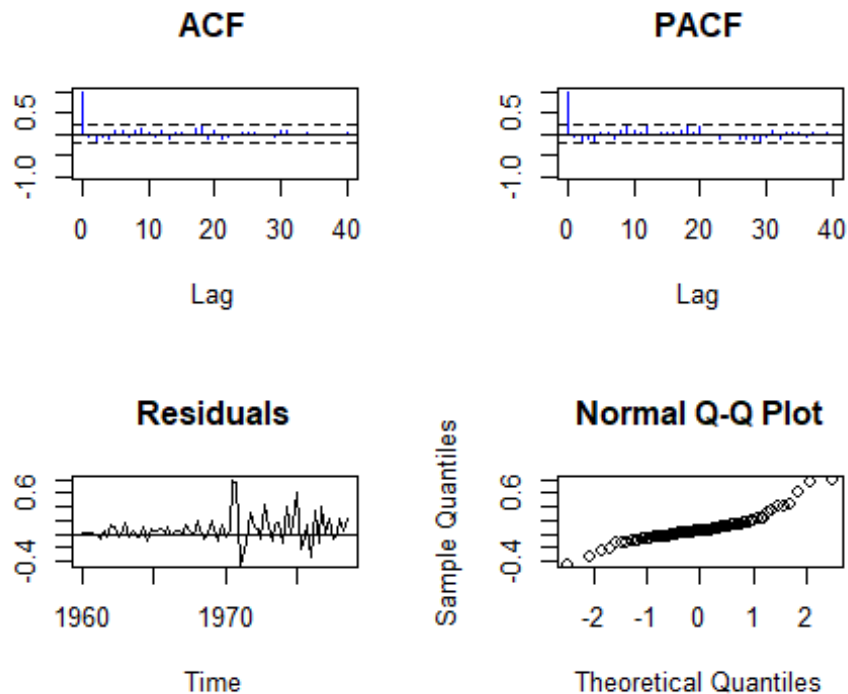 ACF
0.5
-1.0
0 10 20 30 40
Lag
PACF
0.5
-1.0
0 10 20 30 40
Lag
Residuals
0.6
-0.4
1960 1970
Time
Normal Q-Q Plot
Sample Quantiles
0.6
-0.4
-2 -1 0 1 2
Theoretical Quantiles